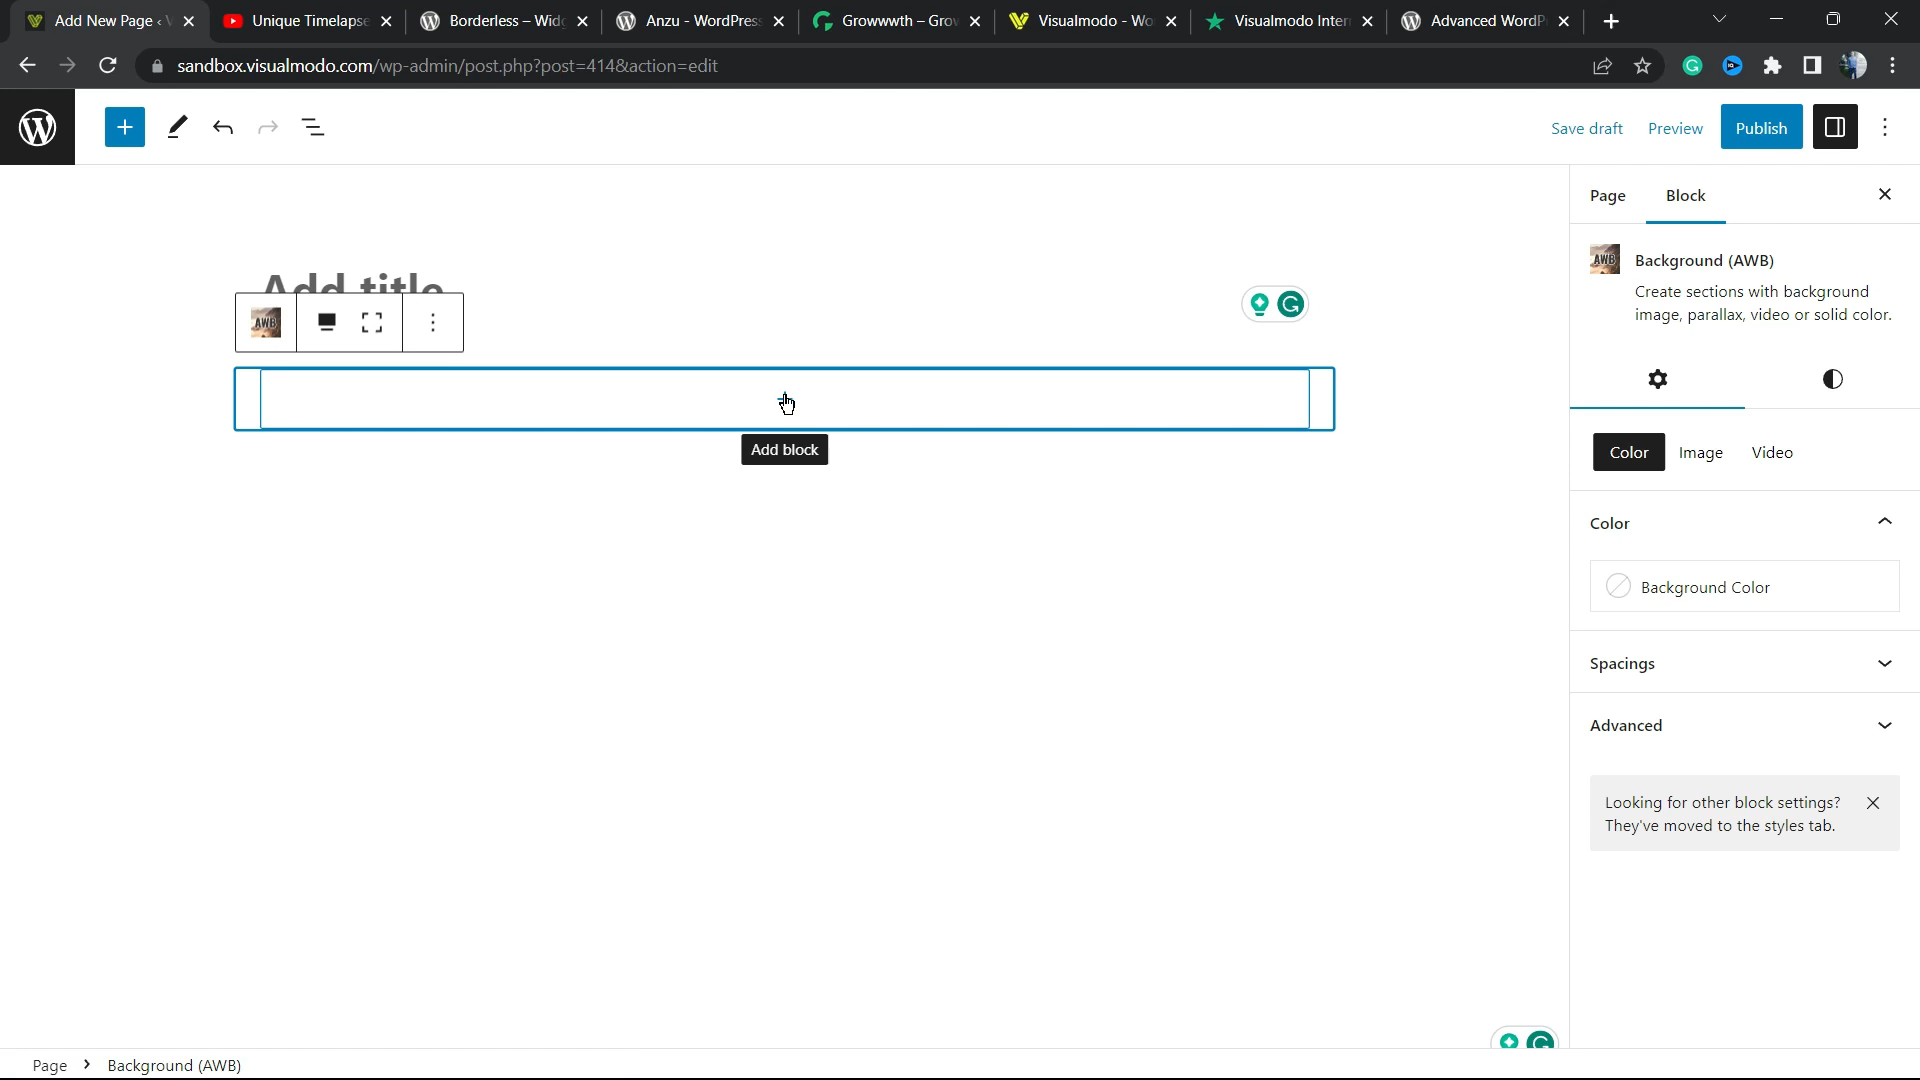 Add New Page ‹ V
Unique Timelapse
Borderless – Widg
Anzu - WordPress
Growwwth – Grow
Visualmodo - Wo
Visualmodo Inter
Advanced WordP
sandbox.visualmodo.com/wp-admin/post.php?post=414&action=edit
Save draft
Preview
Publish
Page
Block
Add title
AWB
Add block
AWB
Background (AWB)
Create sections with background
image, parallax, video or solid color.
Color
Image
Video
Color
Background Color
Spacings
Advanced
Looking for other block settings?
They've moved to the styles tab.
Page
Background (AWB)